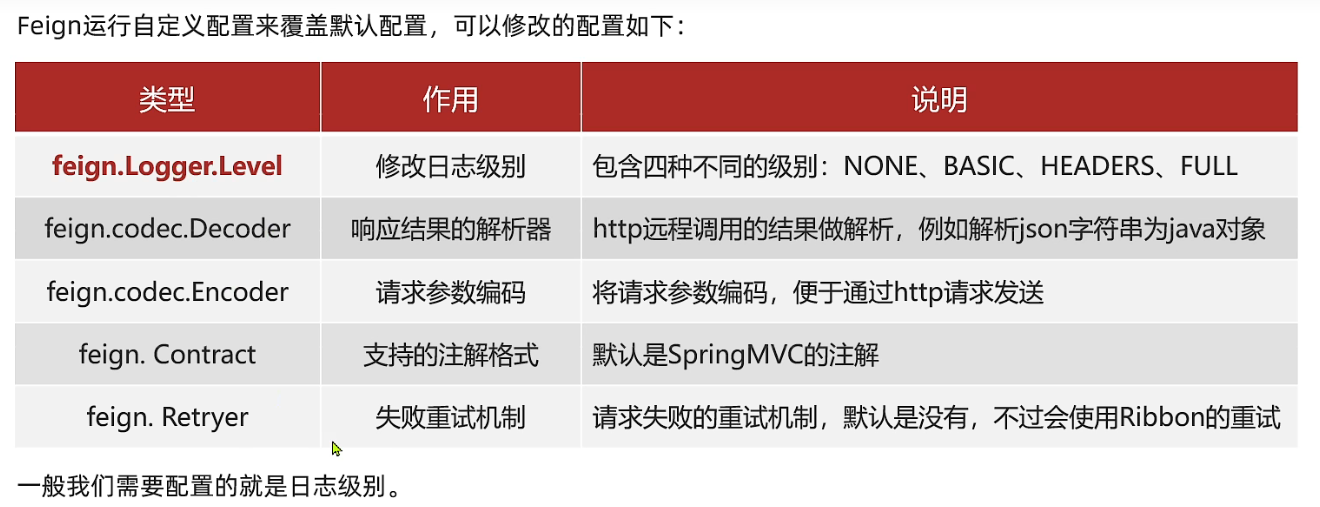 Feign运行自定义配置来覆盖默认配置，可以修改的配置如下：
类型 作用 说明
feign.Logger.Level 修改日志级别 包含四种不同的级别：NONE、BASIC、HEADERS、FULL
feign.codec.Decoder 响应结果的解析器 http远程调用的结果做解析，例如解析json字符串为java对象
feign.codec.Encoder 请求参数编码 将请求参数编码，便于通过http请求发送
feign. Contract 支持的注解格式 默认是SpringMVC的注解
feign. Retryer 失败重试机制 请求失败的重试机制，默认是没有，不过会使用Ribbon的重试
一般我们需要配置的就是日志级别。